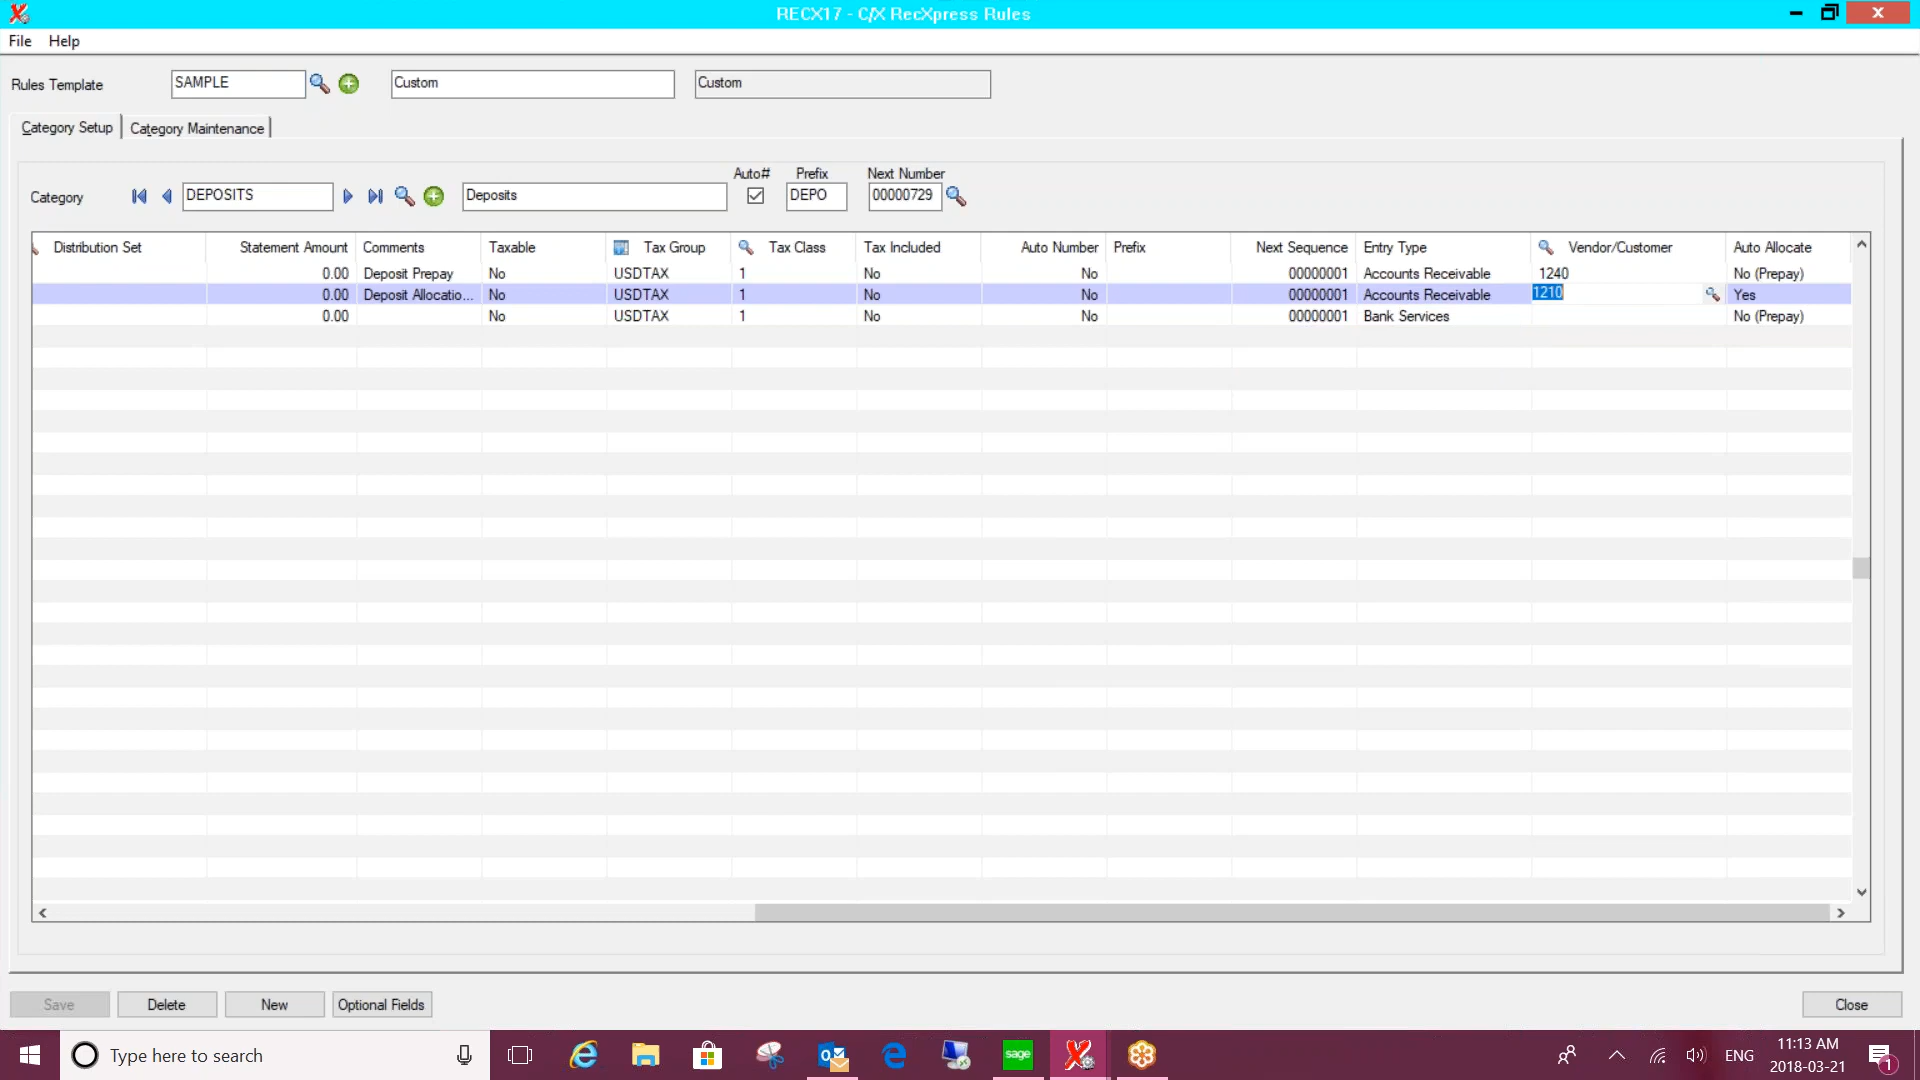 RECX17 - C/X RecXpress Rules
File Help
Rules Template SAMPLE Custom Custom
Category Setup Category Maintenance
Auto# Prefix Next Number
Category DEPOSITS Deposits DEPO 00000729
Distribution Set Statement Amount Comments Taxable Tax Group Tax Class Tax Included Auto Number Prefix Next Sequence Entry Type Vendor/Customer Auto Allocate
0.00 Deposit Prepay No USDTAX 1 No No 00000001 Accounts Receivable 1240 No (Prepay)
0.00 Deposit Allocatio... No USDTAX 1 No No 00000001 Accounts Receivable 1210 Yes
0.00 No USDTAX 1 No No 00000001 Bank Services No (Prepay)
Save Delete New Optional Fields Close
Type here to search sage ENG 11:13 AM
2018-03-21 1